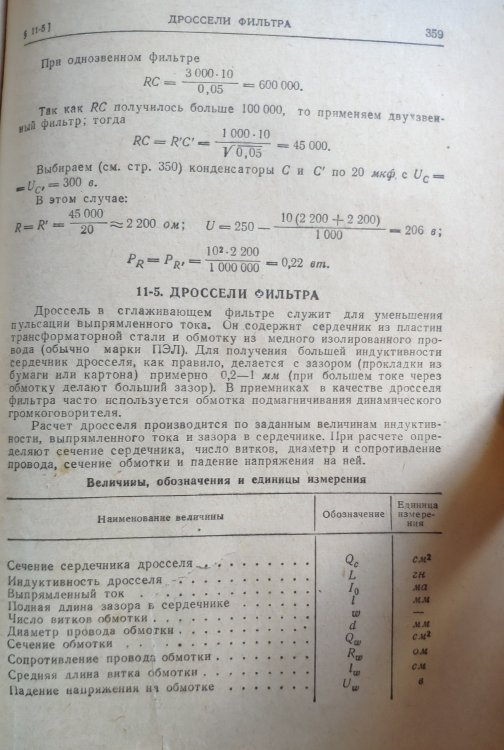 § 11-5]
ДРОССЕЛИ ФИЛЬТРА
359
При однозвенном фильтре
RC = 3 000·10 / 0,05 = 600 000.
Так как RC получилось больше 100 000, то применяем двухзвен-
ный фильтр; тогда
RC = R′C′ = 1 000·10 / √0,05 = 45 000.
Выбираем (см. стр. 350) конденсаторы C и C′ по 20 мкф с U_C =
= U_C′ = 300 в.
В этом случае:
R = R′ = 45 000 / 20 ≈ 2 200 ом; U = 250 — 10 (2 200 + 2 200) / 1 000 = 206 в;
P_R = P_R′ = 10²·2 200 / 1 000 000 = 0,22 вт.
11-5. ДРОССЕЛИ ФИЛЬТРА
Дроссель в сглаживающем фильтре служит для уменьшения
пульсации выпрямленного тока. Он содержит сердечник из пластин
трансформаторной стали и обмотку из медного изолированного про-
вода (обычно марки ПЭЛ). Для получения большей индуктивности
сердечник дросселя, как правило, делается с зазором (прокладки из
бумаги или картона) примерно 0,2—1 мм (при большем токе через
обмотку делают больший зазор). В приемниках в качестве дросселя
фильтра часто используется обмотка подмагничивания динамического
громкоговорителя.
Расчет дросселя производится по заданным величинам индуктив-
ности, выпрямленного тока и зазора в сердечнике. При расчете опре-
деляют сечение сердечника, число витков, диаметр и сопротивление
провода, сечение обмотки и падение напряжения на ней.
Величины, обозначения и единицы измерения
Наименование величины Обозначение Единица
измере-
ния
Сечение сердечника дросселя . . . . . . . . Q_c см²
Индуктивность дросселя . . . . . . . . . . L гн
Выпрямленный ток . . . . . . . . . . . . I₀ ма
Полная длина зазора в сердечнике . . . . . . l мм
Число витков обмотки . . . . . . . . . . . w —
Диаметр провода обмотки . . . . . . . . . . d мм
Сечение обмотки . . . . . . . . . . . . . Q_w см²
Сопротивление провода обмотки . . . . . . . R_w ом
Средняя длина витка обмотки . . . . . . . . l_w см
Падение напряжения на обмотке . . . . . . . U_w в